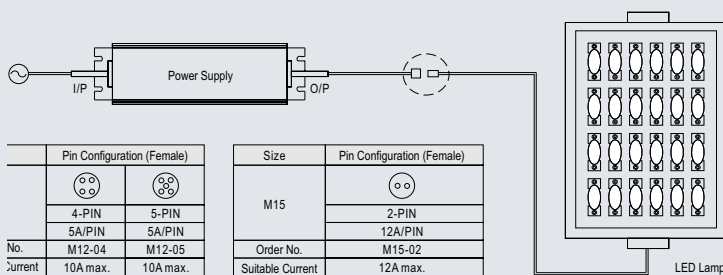 Power Supply
I/P
O/P
Pin Configuration (Female)
4-PIN 5-PIN
5A/PIN 5A/PIN
No. M12-04 M12-05
Current 10A max. 10A max.
Size Pin Configuration (Female)
M15
2-PIN
12A/PIN
Order No. M15-02
Suitable Current 12A max.
LED Lamp